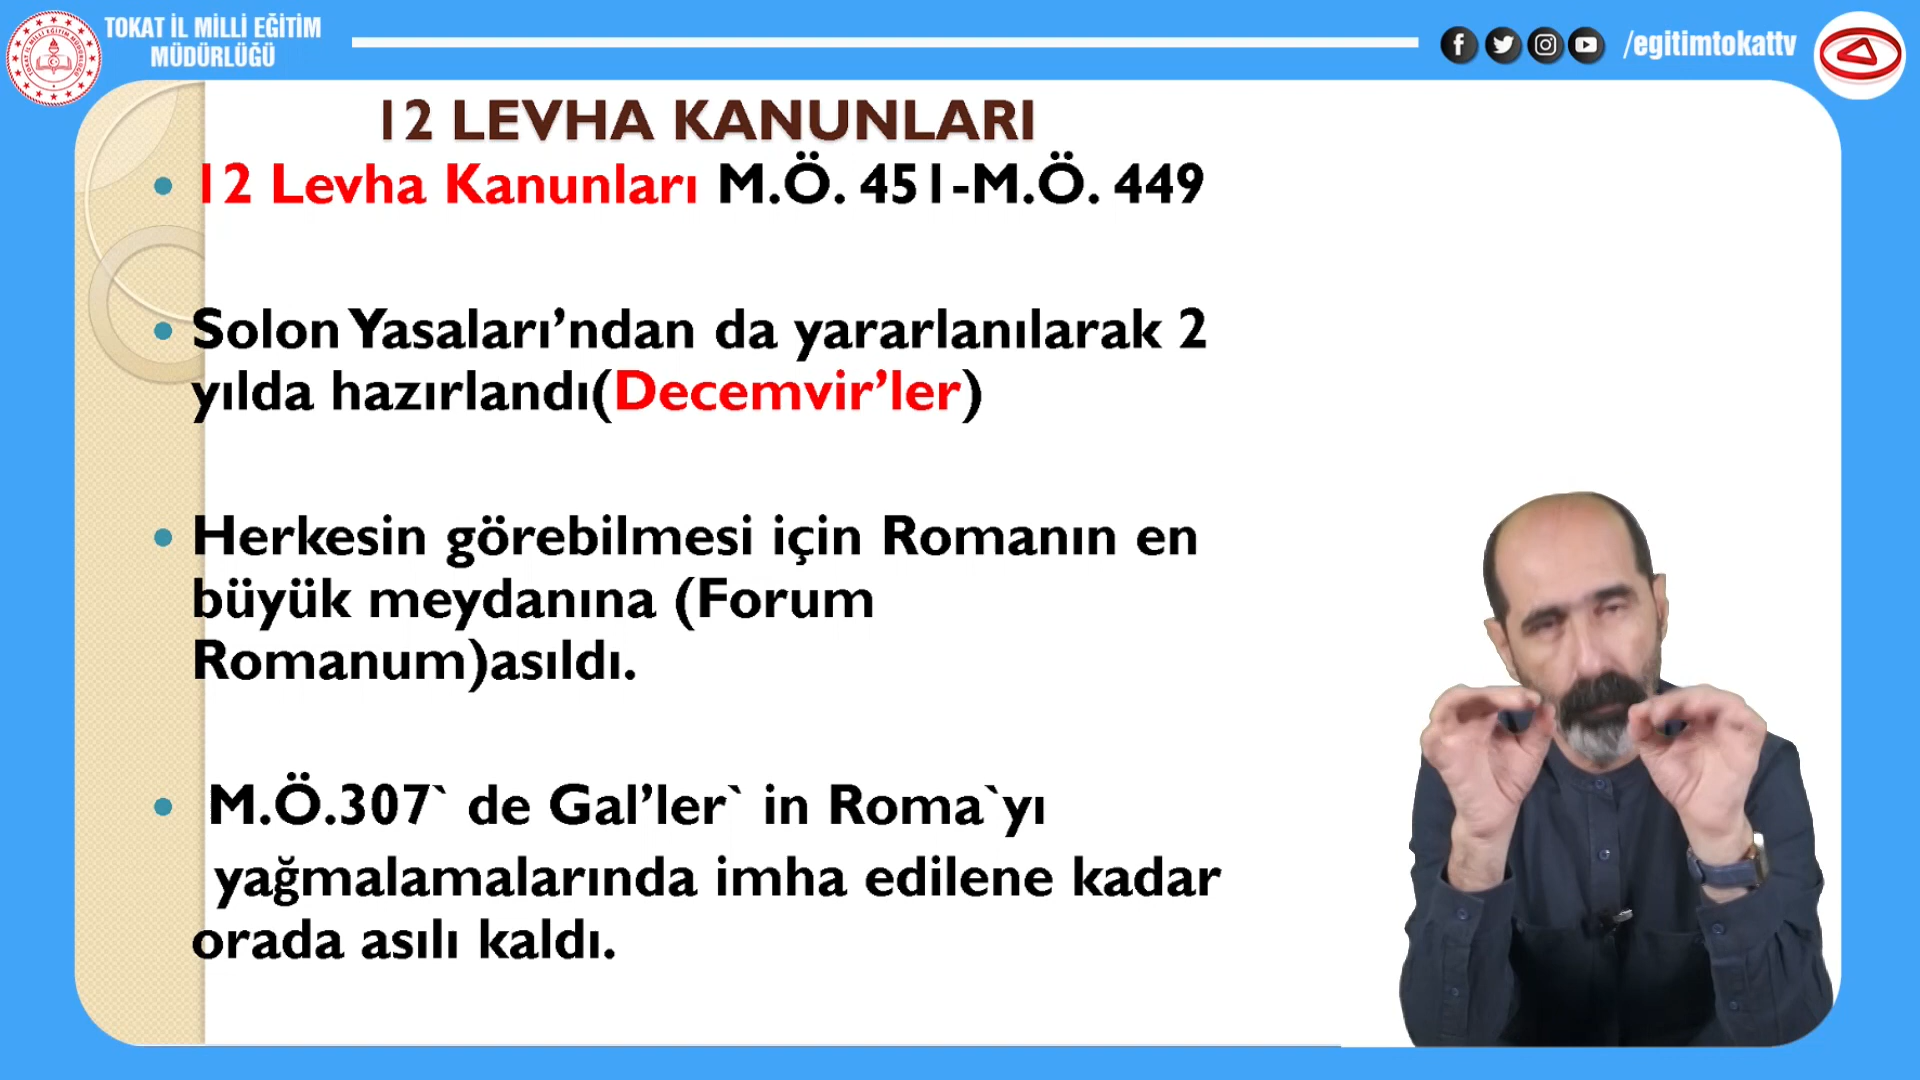 TOKAT İL MİLLİ EĞİTİM
MÜDÜRLÜĞÜ
/egitimtokattv
12 LEVHA KANUNLARI
• 12 Levha Kanunları M.Ö. 451-M.Ö. 449
• Solon Yasaları’ndan da yararlanılarak 2
yılda hazırlandı(Decemvir’ler)
• Herkesin görebilmesi için Romanın en
büyük meydanına (Forum
Romanum)asıldı.
• M.Ö.307` de Gal’ler` in Roma`yı
yağmalamalarında imha edilene kadar
orada asılı kaldı.